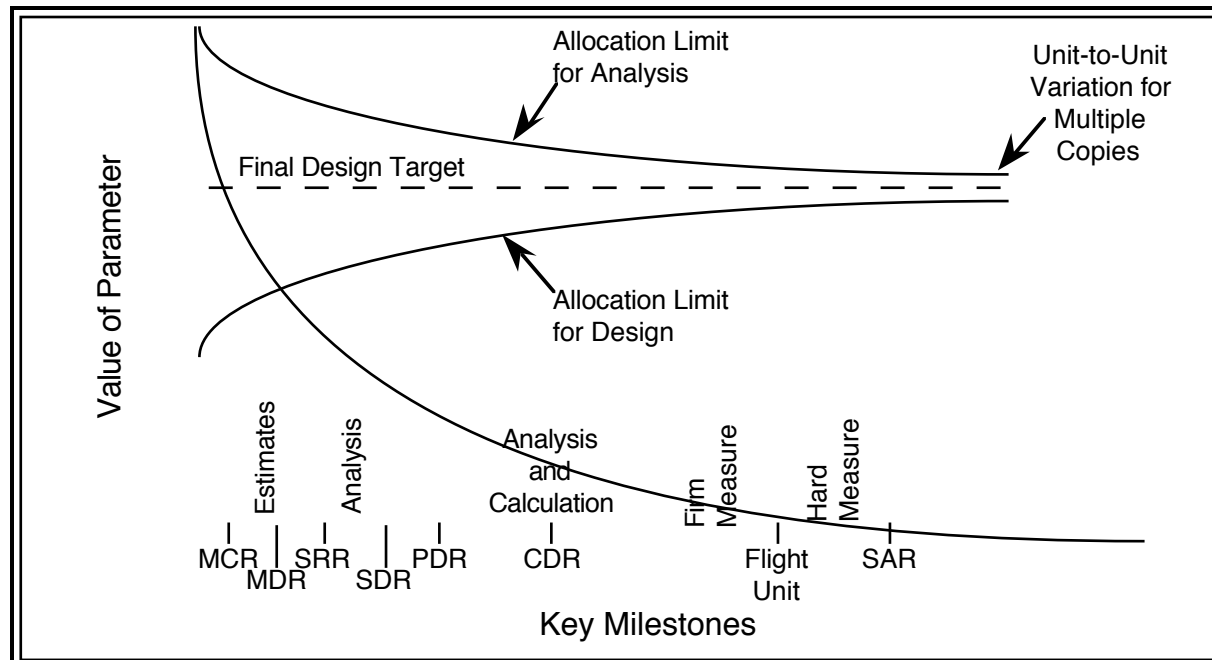 Allocation Limit
for Analysis
Unit-to-Unit
Variation for
Multiple
Copies
Final Design Target
Value of Parameter
Allocation Limit
for Design
Estimates
Analysis
Analysis
and
Calculation
Firm
Measure
Hard
Measure
MCR
MDR
SRR
SDR
PDR
CDR
Flight
Unit
SAR
Key Milestones